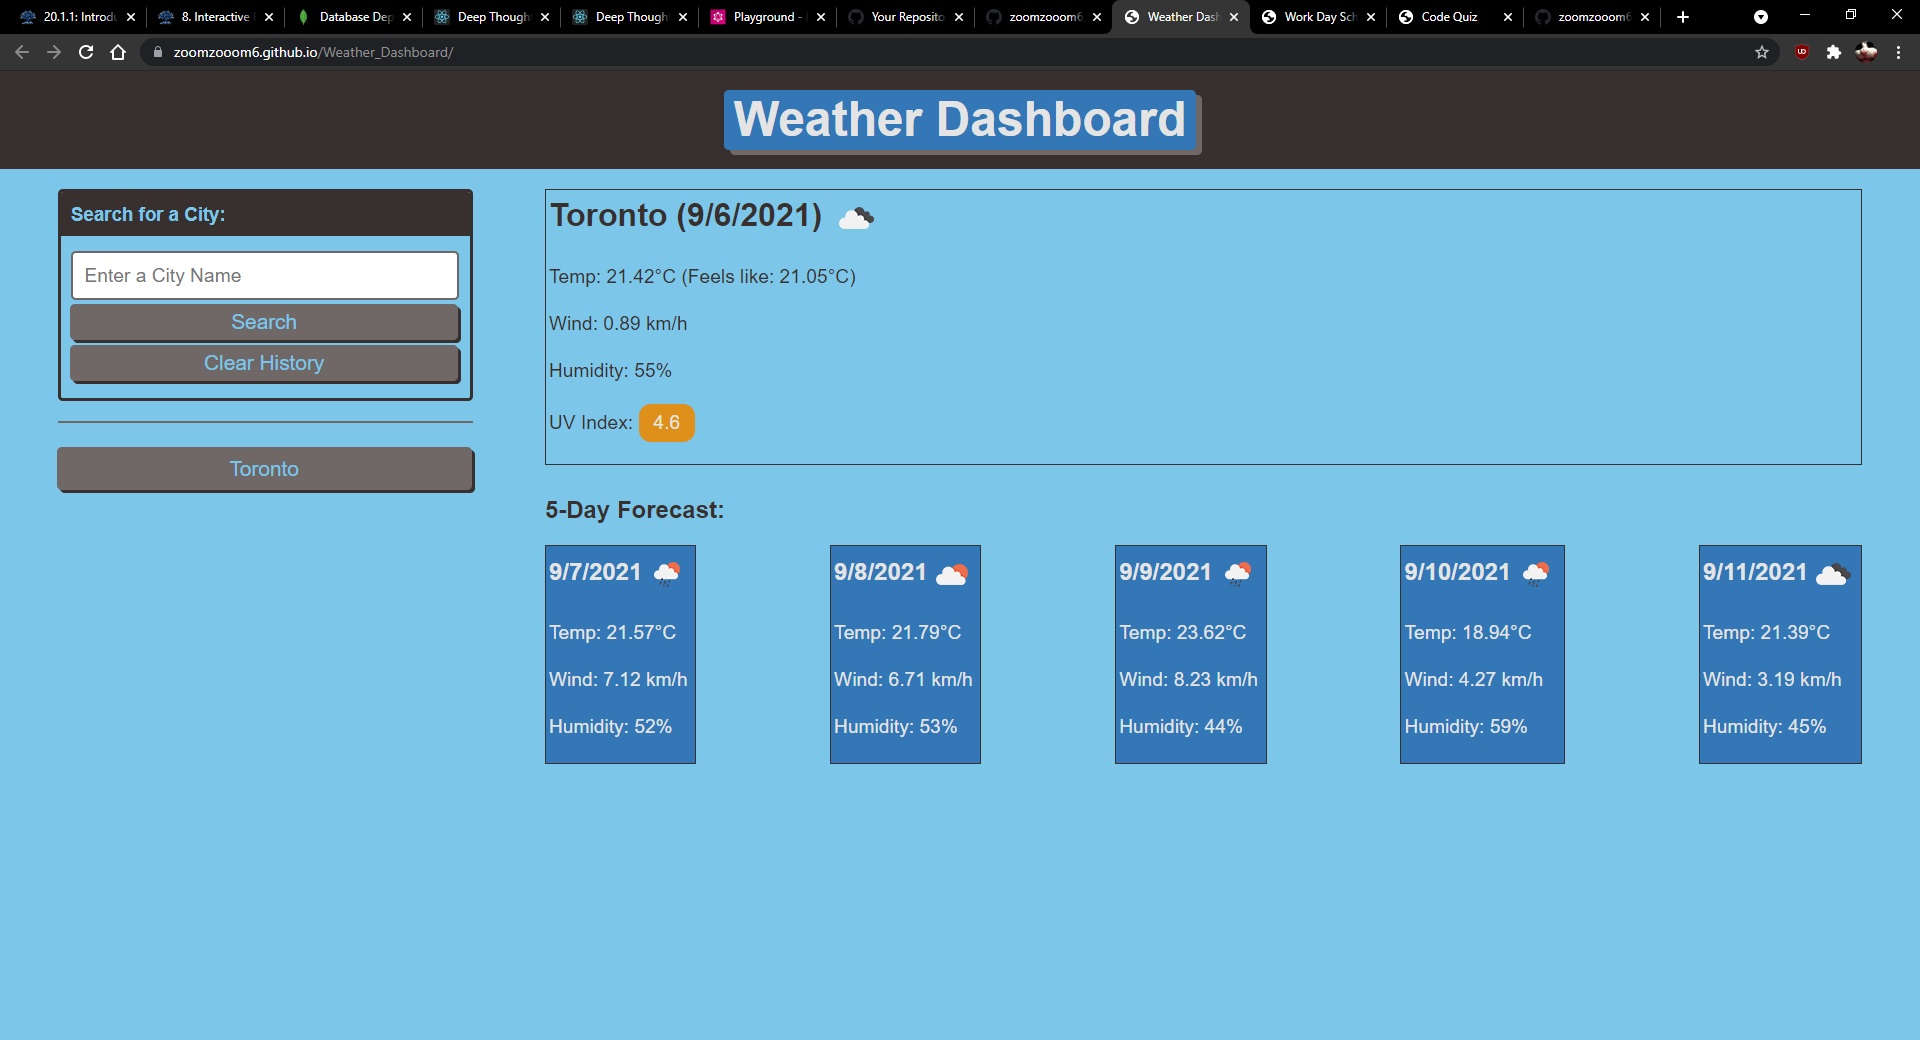 20.1.1: Introdu
8. Interactive
Database Dep
Deep Though
Deep Though
Playground -
Your Reposito
zoomzooom6
Weather Dash
Work Day Sch
Code Quiz
zoomzooom6
zoomzooom6.github.io/Weather_Dashboard/
Weather Dashboard
Search for a City:
Enter a City Name
Search
Clear History
Toronto
Toronto (9/6/2021)
Temp: 21.42°C (Feels like: 21.05°C)
Wind: 0.89 km/h
Humidity: 55%
UV Index: 4.6
5-Day Forecast:
9/7/2021
Temp: 21.57°C
Wind: 7.12 km/h
Humidity: 52%
9/8/2021
Temp: 21.79°C
Wind: 6.71 km/h
Humidity: 53%
9/9/2021
Temp: 23.62°C
Wind: 8.23 km/h
Humidity: 44%
9/10/2021
Temp: 18.94°C
Wind: 4.27 km/h
Humidity: 59%
9/11/2021
Temp: 21.39°C
Wind: 3.19 km/h
Humidity: 45%